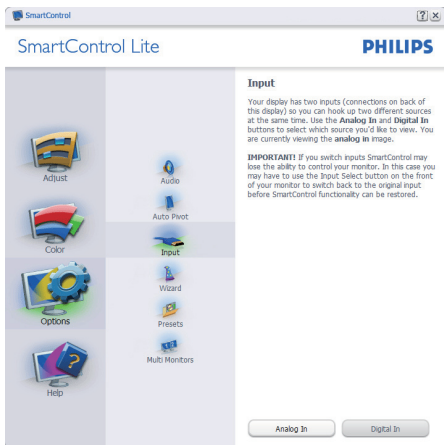 SmartControl
SmartControl Lite
PHILIPS
Adjust
Color
Options
Help
Audio
Auto Pivot
Input
Wizard
Presets
Multi Monitors
Input
Your display has two inputs (connections on back of
this display) so you can hook up two different sources
at the same time. Use the Analog In and Digital In
buttons to select which source you'd like to view. You
are currently viewing the analog in image.
IMPORTANT! If you switch inputs SmartControl may
lose the ability to control your monitor. In this case you
may have to use the Input Select button on the front
of your monitor to switch back to the original input
before SmartControl functionality can be restored.
Analog In
Digital In